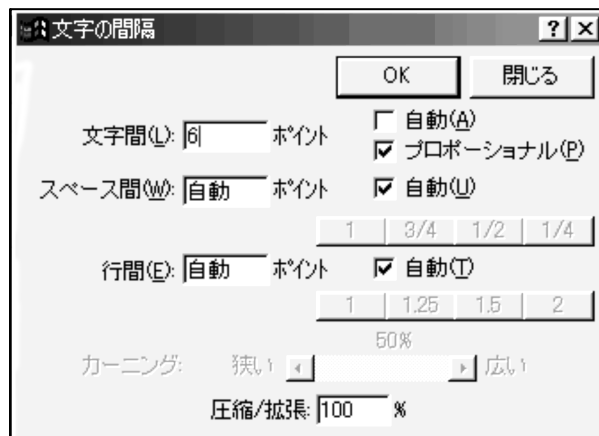 文字の間隔
OK 閉じる
文字間(L): 6 ポイント 自動(A)
プロポーショナル(P)
スペース間(W): 自動 ポイント 自動(U)
1 3/4 1/2 1/4
行間(E): 自動 ポイント 自動(T)
1 1.25 1.5 2
50%
カーニング: 狭い 広い
圧縮/拡張: 100 %